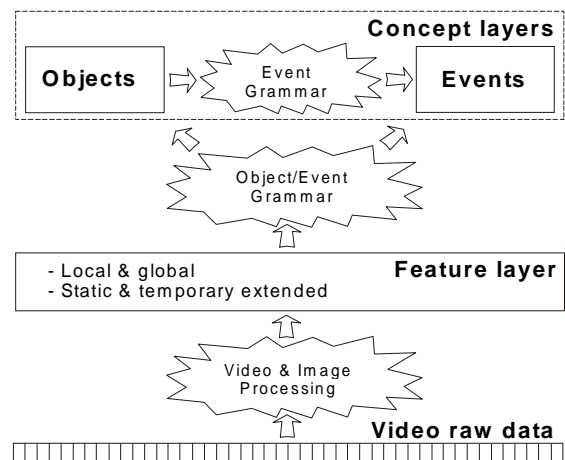 Concept layers
Objects
Event
Grammar
Events
Object/Event
Grammar
- Local & global
- Static & temporary extended
Feature layer
Video & Image
Processing
Video raw data